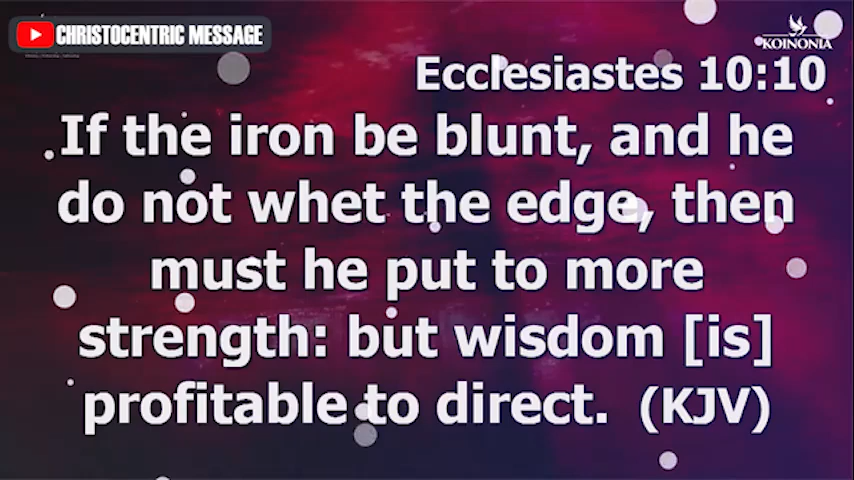 CHRISTOCENTRIC MESSAGE
KOINONIA
Ecclesiastes 10:10
If the iron be blunt, and he
do not whet the edge, then
must he put to more
strength: but wisdom [is]
profitable to direct. (KJV)